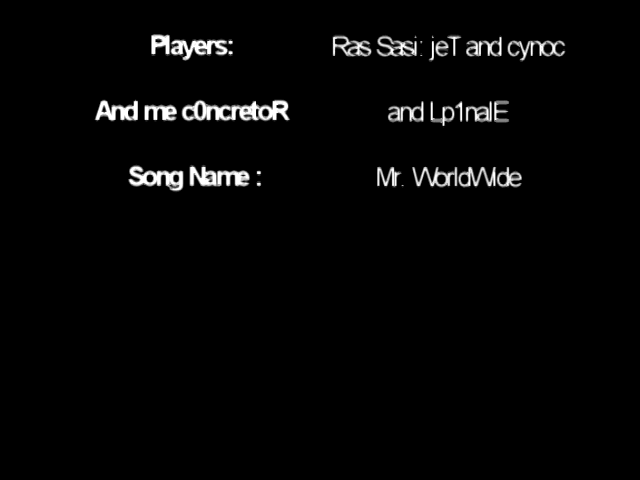 Players: Ras Sasi: jeT and cynoc
And me c0ncretoR and Lp1nalE
Song Name : Mr. WorldWide